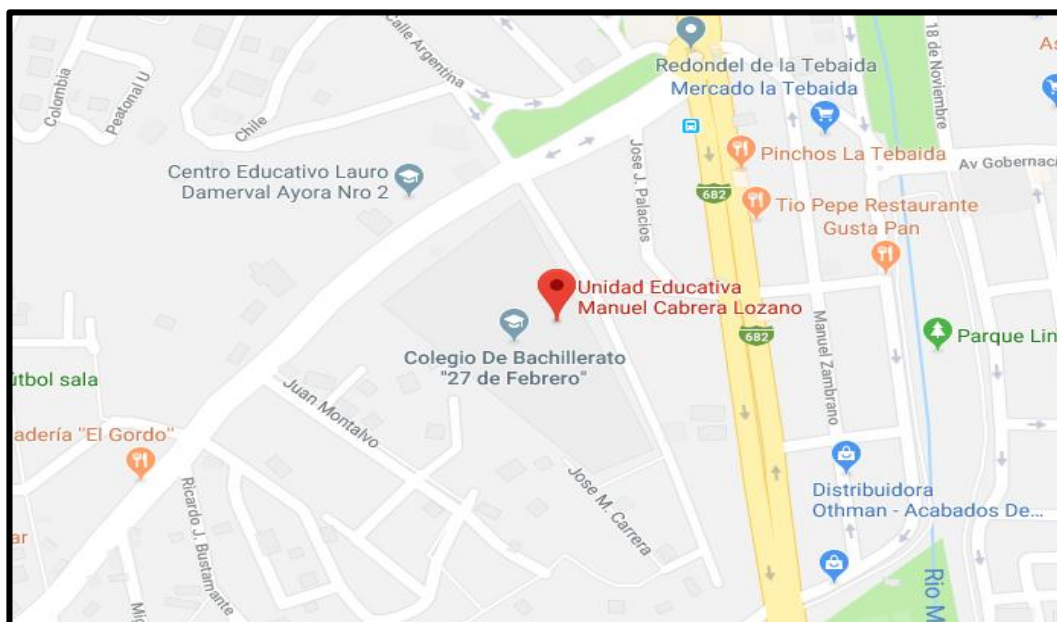 Calle Argentina
Colombia
Peatonal U
Chile
Redondel de la Tebaida
Mercado la Tebaida
18 de Noviembre
As
Pinchos La Tebaida
Av Gobernaci
Centro Educativo Lauro
Damerval Ayora Nro 2
Jose J. Palacios
682
Tio Pepe Restaurante
Gusta Pan
Unidad Educativa
Manuel Cabrera Lozano
682
Manuel Zambrano
Parque Lin
Colegio De Bachillerato
"27 de Febrero"
útbol sala
Juan Montalvo
adería "El Gordo"
Ricardo J. Bustamante
Jose M. Carrera
Distribuidora
Othman - Acabados De...
ar
Mig
Rio M